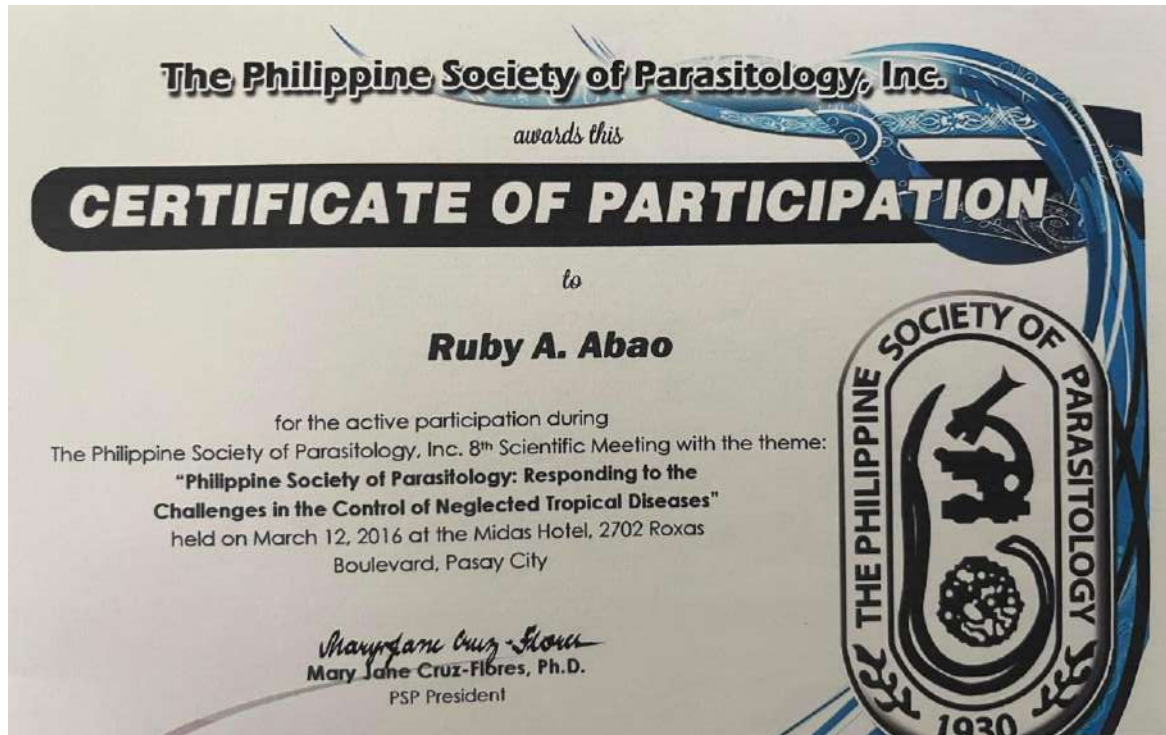 The Philippine Society of Parasitology, Inc.
awards this
CERTIFICATE OF PARTICIPATION
to
Ruby A. Abao
for the active participation during
The Philippine Society of Parasitology, Inc. 8th Scientific Meeting with the theme:
"Philippine Society of Parasitology: Responding to the
Challenges in the Control of Neglected Tropical Diseases"
held on March 12, 2016 at the Midas Hotel, 2702 Roxas
Boulevard, Pasay City
Mary Jane Cruz-Flores
Mary Jane Cruz-Flores, Ph.D.
PSP President
THE PHILIPPINE SOCIETY OF PARASITOLOGY
1930